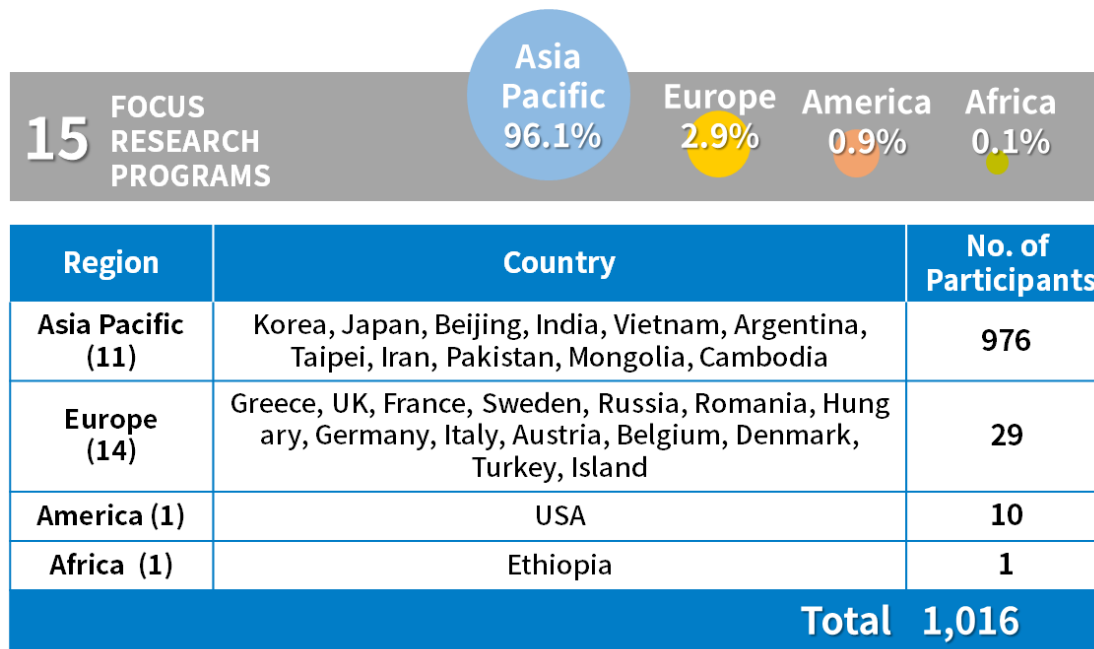 15
FOCUS
RESEARCH
PROGRAMS
Asia
Pacific
96.1%
Europe
2.9%
America
0.9%
Africa
0.1%
Region
Country
No. of
Participants
Asia Pacific
(11)
Korea, Japan, Beijing, India, Vietnam, Argentina,
Taipei, Iran, Pakistan, Mongolia, Cambodia
976
Europe
(14)
Greece, UK, France, Sweden, Russia, Romania, Hung
ary, Germany, Italy, Austria, Belgium, Denmark,
Turkey, Island
29
America (1)
USA
10
Africa (1)
Ethiopia
1
Total 1,016